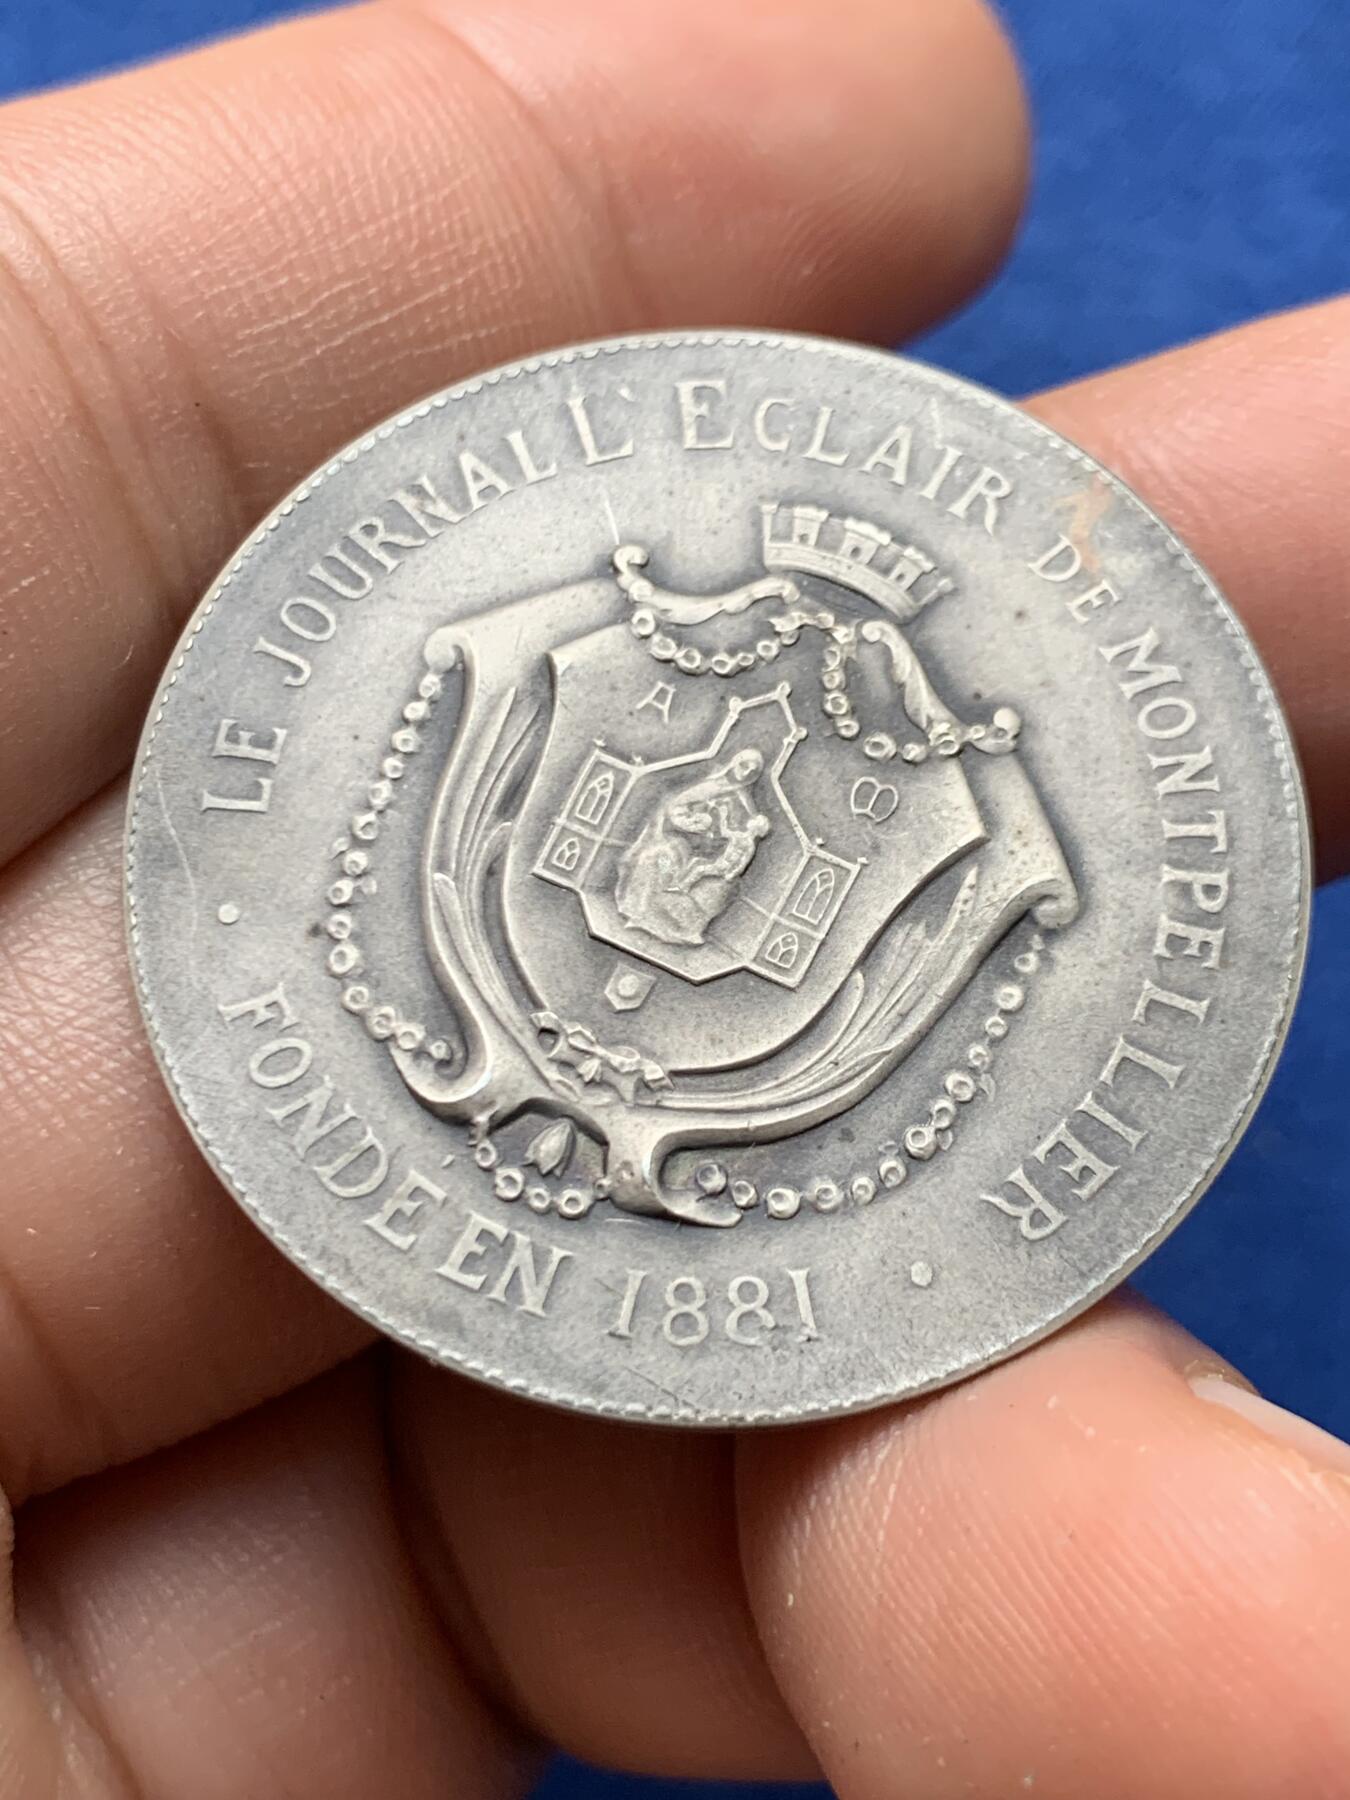 LE JOURNAL L'ECLAIR DE MONTPELLIER
· FONDÉ EN 1881 ·
A
B